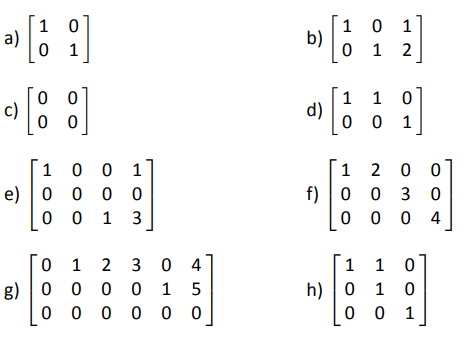 a) [1 0] b) [1 0 1]
[0 1] [0 1 2]
c) [0 0] d) [1 1 0]
[0 0] [0 0 1]
[1 0 0 1] [1 2 0 0]
e) [0 0 0 0] f) [0 0 3 0]
[0 0 1 3] [0 0 0 4]
[0 1 2 3 0 4] [1 1 0]
g) [0 0 0 0 1 5] h) [0 1 0]
[0 0 0 0 0 0] [0 0 1]